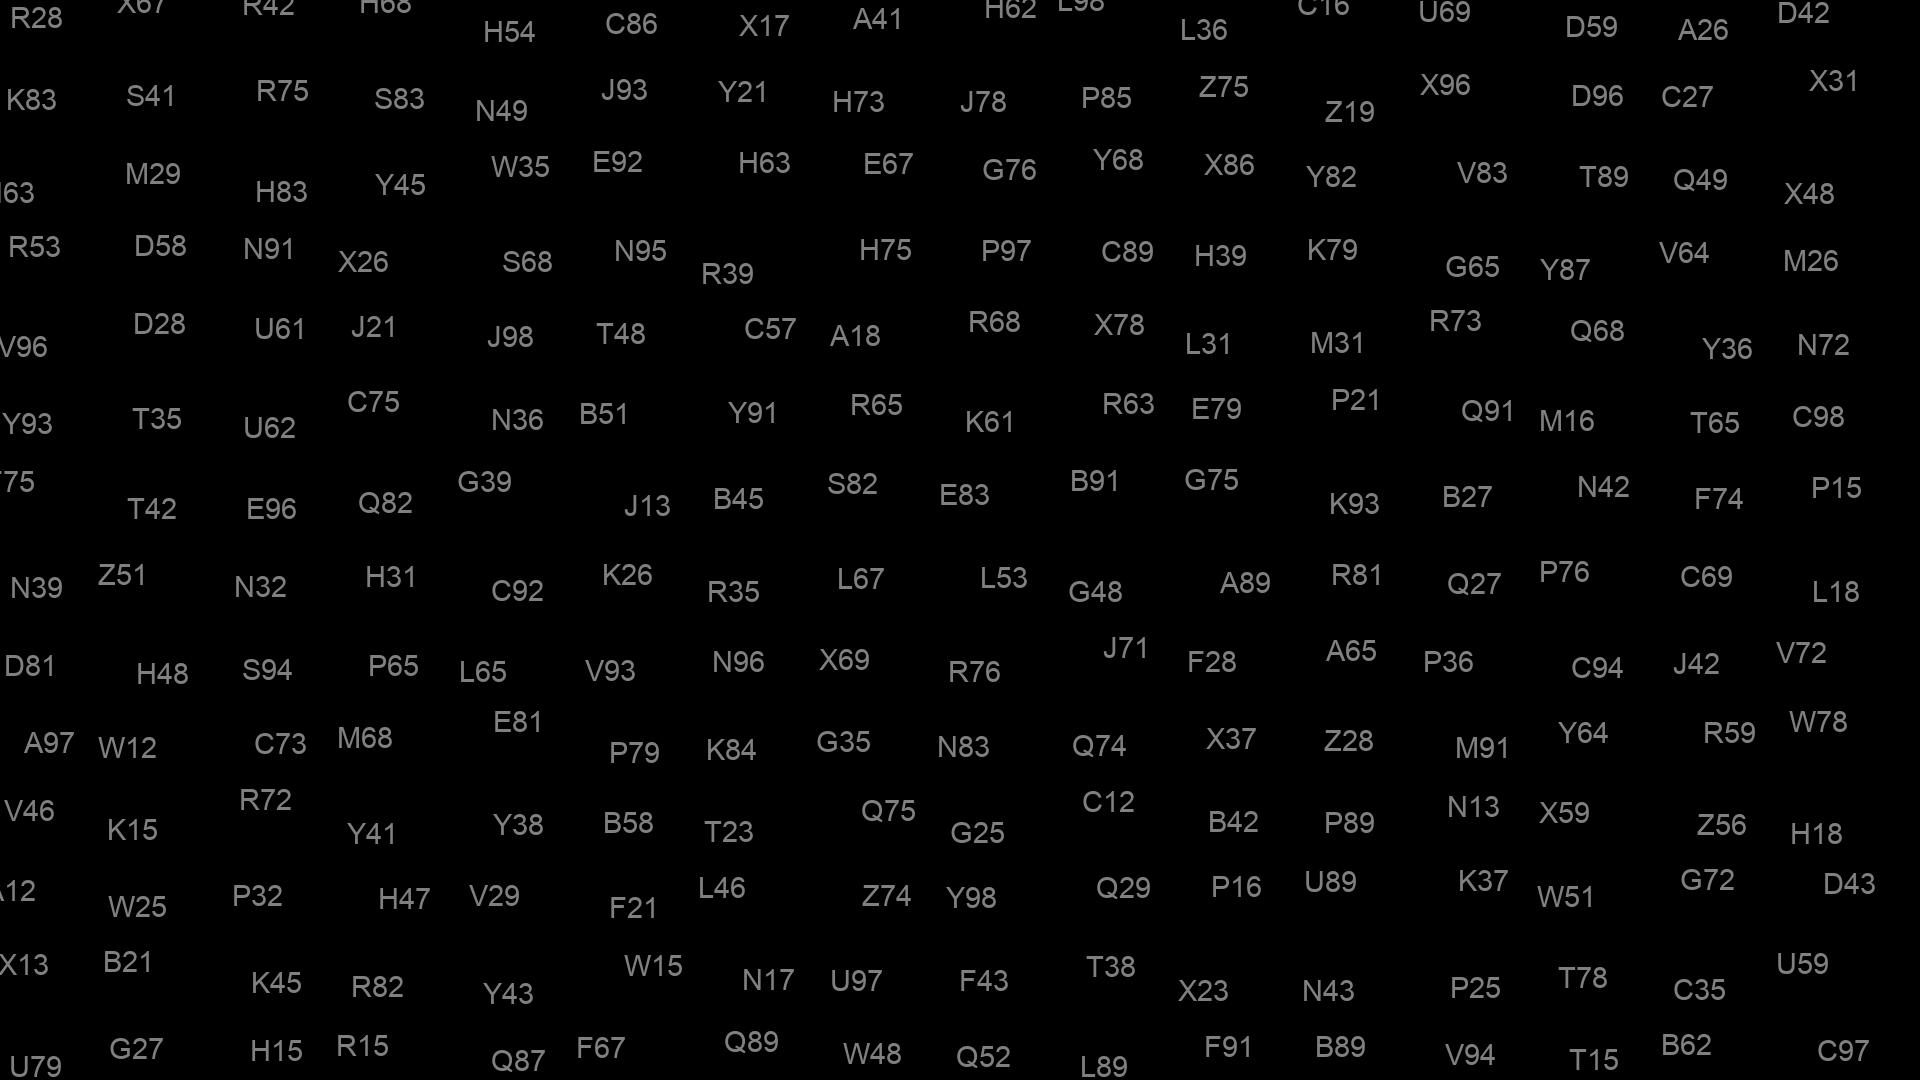 R28 X67 R42 H68 H54 C86 X17 A41 H62 L98 L36 C16 U69 D59 A26 D42
K83 S41 R75 S83 N49 J93 Y21 H73 J78 P85 Z75 Z19 X96 D96 C27 X31
M29 H83 Y45 W35 E92 H63 E67 G76 Y68 X86 Y82 V83 T89 Q49 X48
R53 D58 N91 X26 S68 N95 R39 H75 P97 C89 H39 K79 G65 Y87 V64 M26
V96 D28 U61 J21 J98 T48 C57 A18 R68 X78 L31 M31 R73 Q68 Y36 N72
Y93 T35 U62 C75 N36 B51 Y91 R65 K61 R63 E79 P21 Q91 M16 T65 C98
T42 E96 Q82 G39 J13 B45 S82 E83 B91 G75 K93 B27 N42 F74 P15
N39 Z51 N32 H31 C92 K26 R35 L67 L53 G48 A89 R81 Q27 P76 C69 L18
D81 H48 S94 P65 L65 V93 N96 X69 R76 J71 F28 A65 P36 C94 J42 V72
A97 W12 C73 M68 E81 P79 K84 G35 N83 Q74 X37 Z28 M91 Y64 R59 W78
V46 K15 R72 Y41 Y38 B58 T23 Q75 G25 C12 B42 P89 N13 X59 Z56 H18
A12 W25 P32 H47 V29 F21 L46 Z74 Y98 Q29 P16 U89 K37 W51 G72 D43
X13 B21 K45 R82 Y43 W15 N17 U97 F43 T38 X23 N43 P25 T78 C35 U59
U79 G27 H15 R15 Q87 F67 Q89 W48 Q52 L89 F91 B89 V94 T15 B62 C97